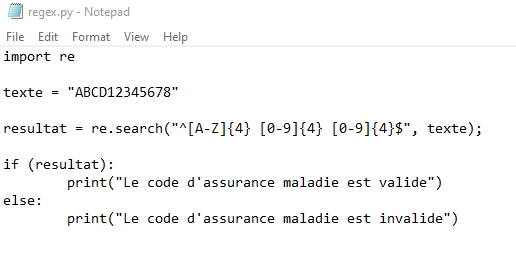 regex.py - Notepad
File Edit Format View Help
import re
texte = "ABCD12345678"
resultat = re.search("^[A-Z]{4} [0-9]{4} [0-9]{4}$", texte);
if (resultat):
print("Le code d'assurance maladie est valide")
else:
print("Le code d'assurance maladie est invalide")